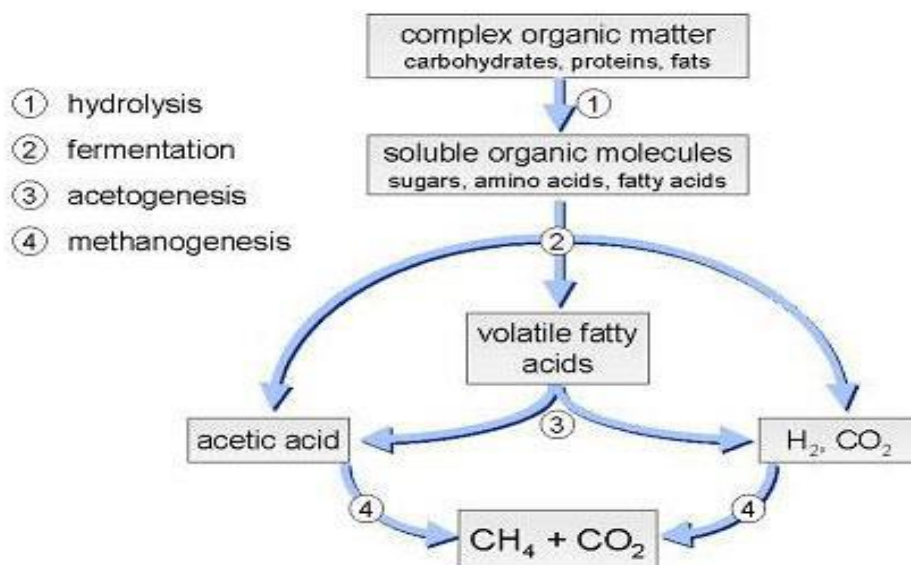 complex organic matter
carbohydrates, proteins, fats
① hydrolysis
①
② fermentation
soluble organic molecules
sugars, amino acids, fatty acids
③ acetogenesis
④ methanogenesis
②
volatile fatty
acids
③
acetic acid
H₂, CO₂
④
④
CH₄ + CO₂